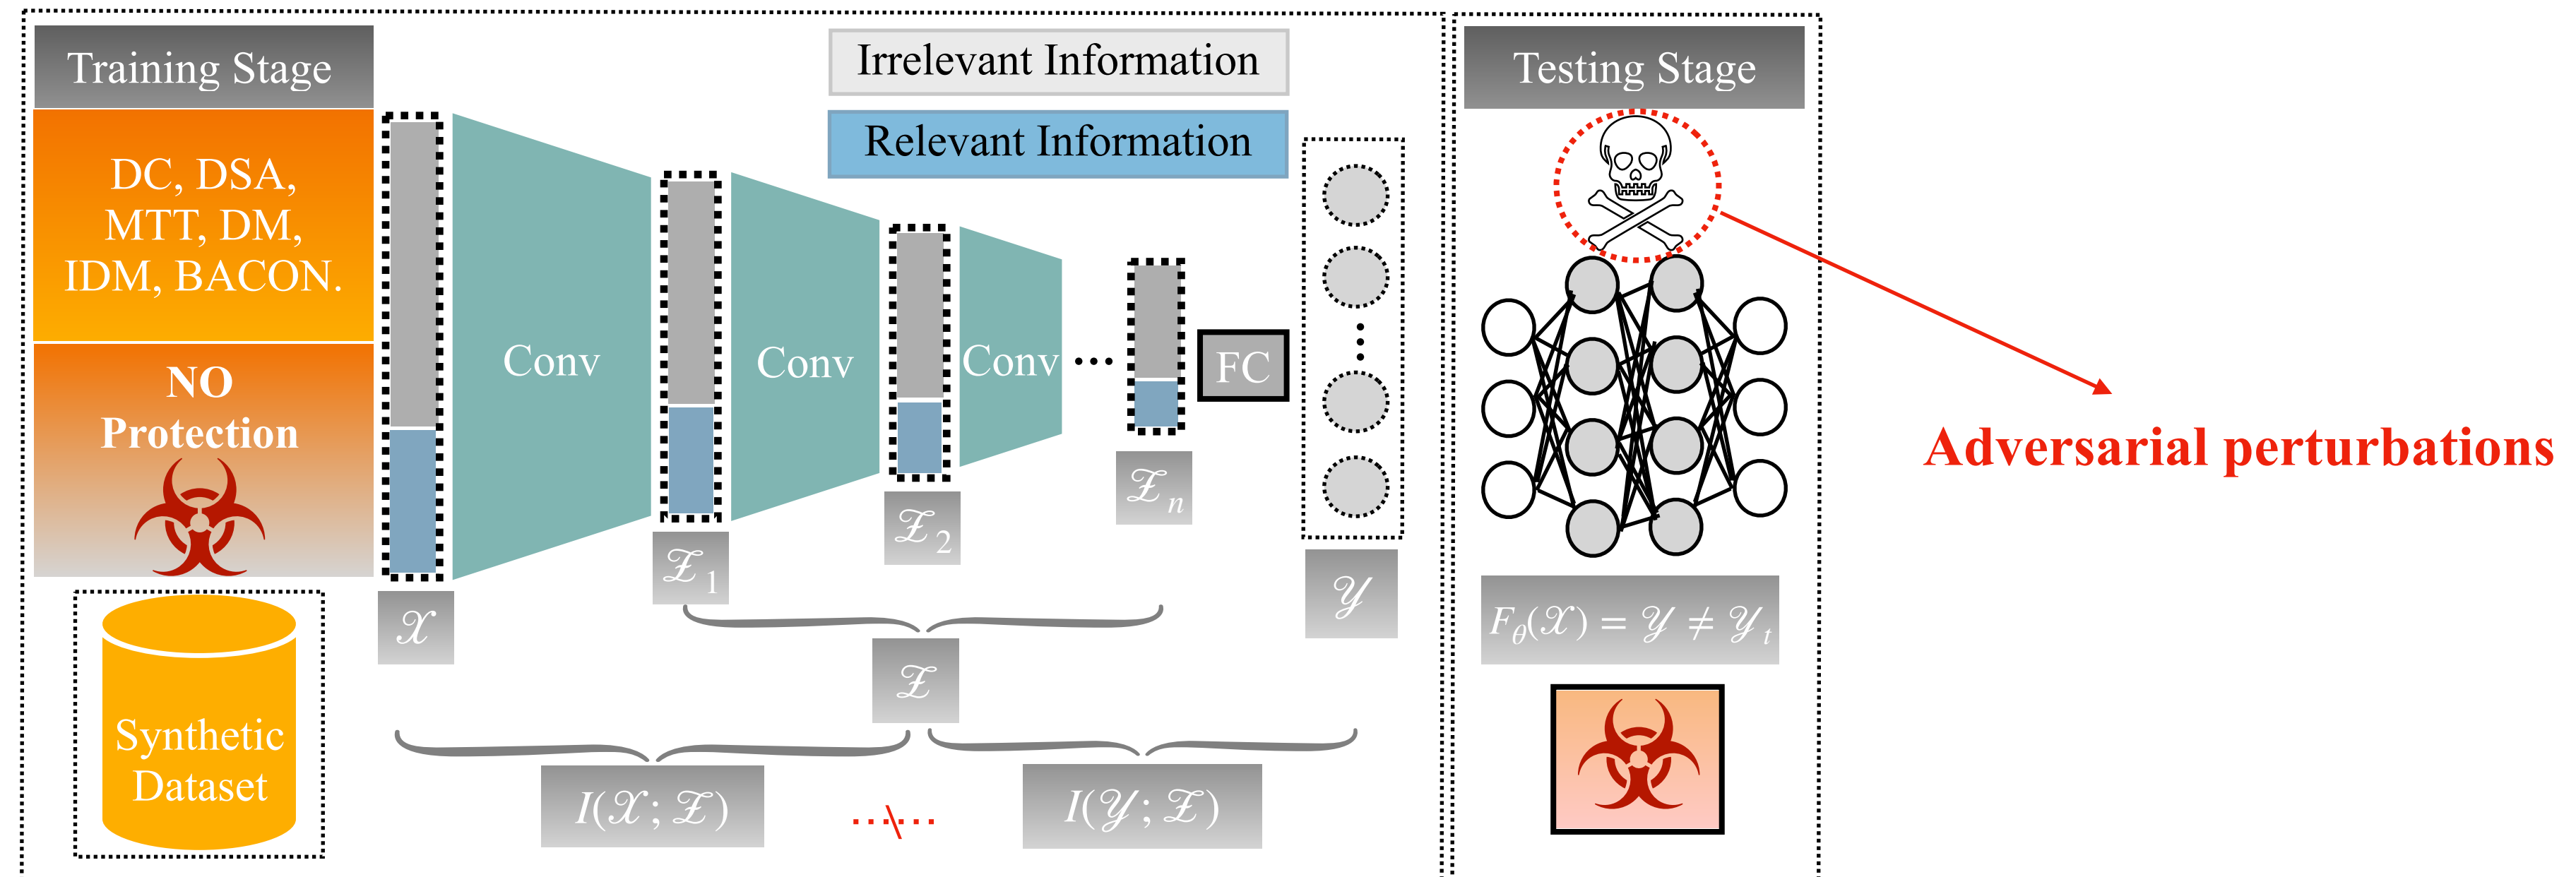 Training Stage
DC, DSA,
MTT, DM,
IDM, BACON.
NO
Protection
Synthetic
Dataset
Irrelevant Information
Relevant Information
Conv
Conv
Conv
...
FC
𝒳
𝒵₁
𝒵₂
𝒵ₙ
𝒴
𝒵
I(𝒳; 𝒵)
I(𝒴; 𝒵)
Testing Stage
F_θ(𝒳) = 𝒴 ≠ 𝒴ₜ
Adversarial perturbations